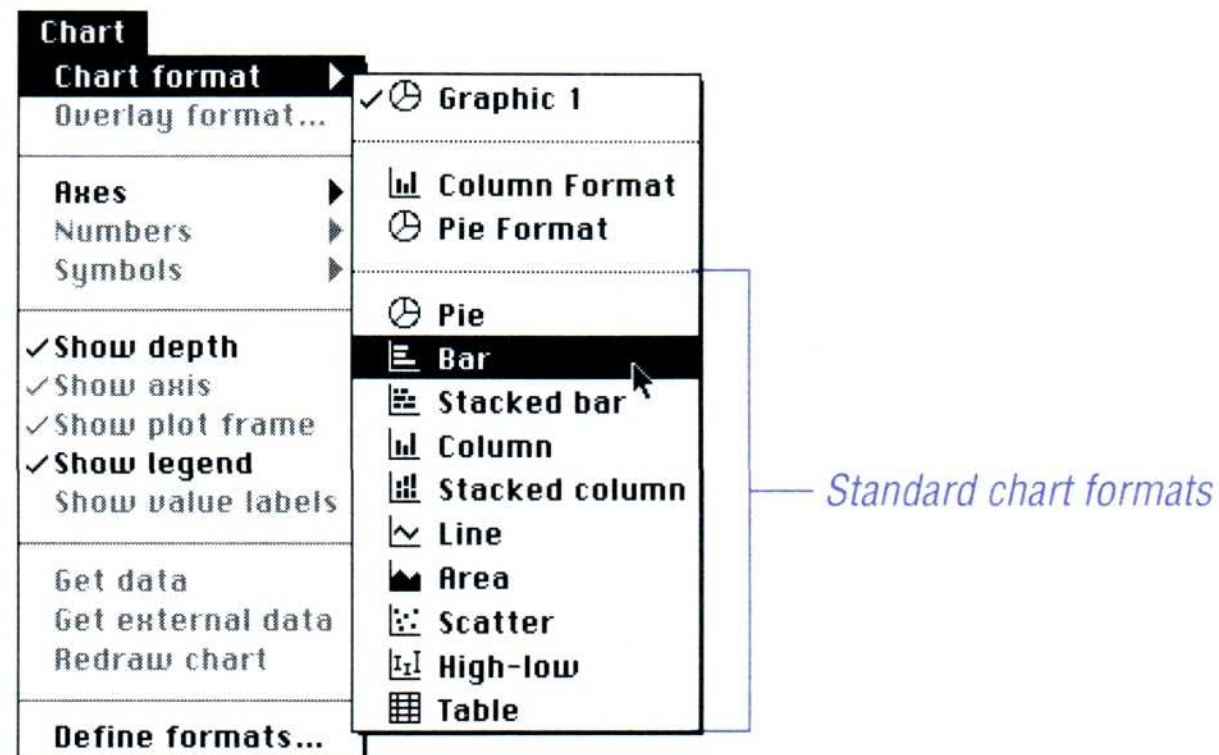 Chart
Chart format
Overlay format...
Axes
Numbers
Symbols
Show depth
Show axis
Show plot frame
Show legend
Show value labels
Get data
Get external data
Redraw chart
Define formats...
Graphic 1
Column Format
Pie Format
Pie
Bar
Stacked bar
Column
Stacked column
Line
Area
Scatter
High-low
Table
Standard chart formats